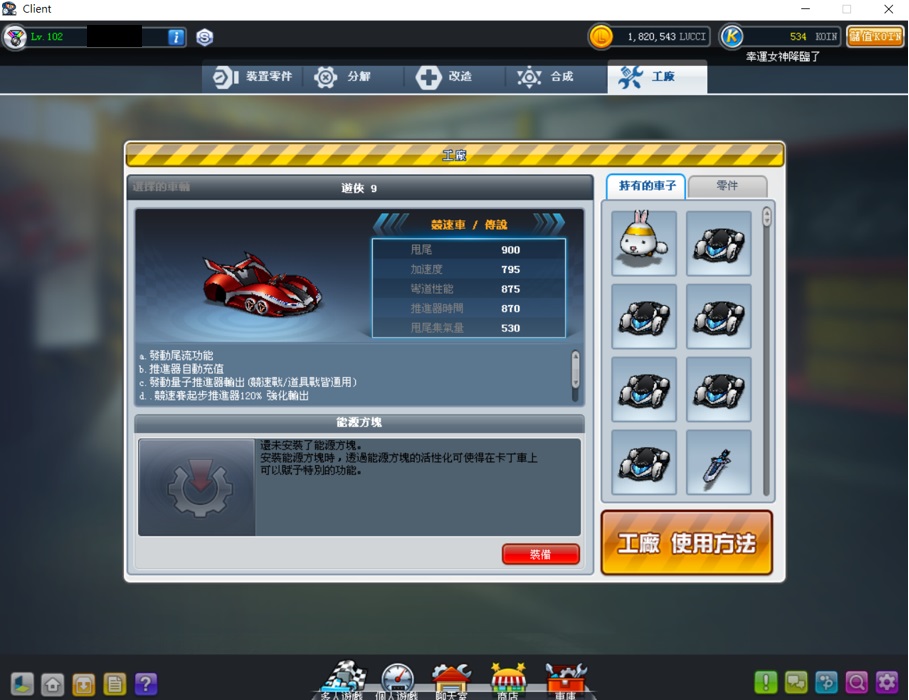 Client
Lv. 102
1,820,543 LUCCI
534 KOIN
儲值KOIN
幸運女神降臨了
裝置零件
分解
改造
合成
工廠
工廠
選擇的車輛
遊俠 9
持有的車子
零件
競速車 / 傳說
甩尾 900
加速度 795
彎道性能 875
推進器時間 870
甩尾集氣量 530
a. 發動尾流功能
b. 推進器自動充值
c. 發動量子推進器輸出 (競速戰/道具戰皆適用)
d. . 競速賽起步推進器120% 強化輸出
能源方塊
還未安裝了能源方塊。
安裝能源方塊時，透過能源方塊的活性化可使得在卡丁車上
可以賦予特別的功能。
裝備
工廠 使用方法
多人遊戲
個人遊戲
聊天室
商店
車庫